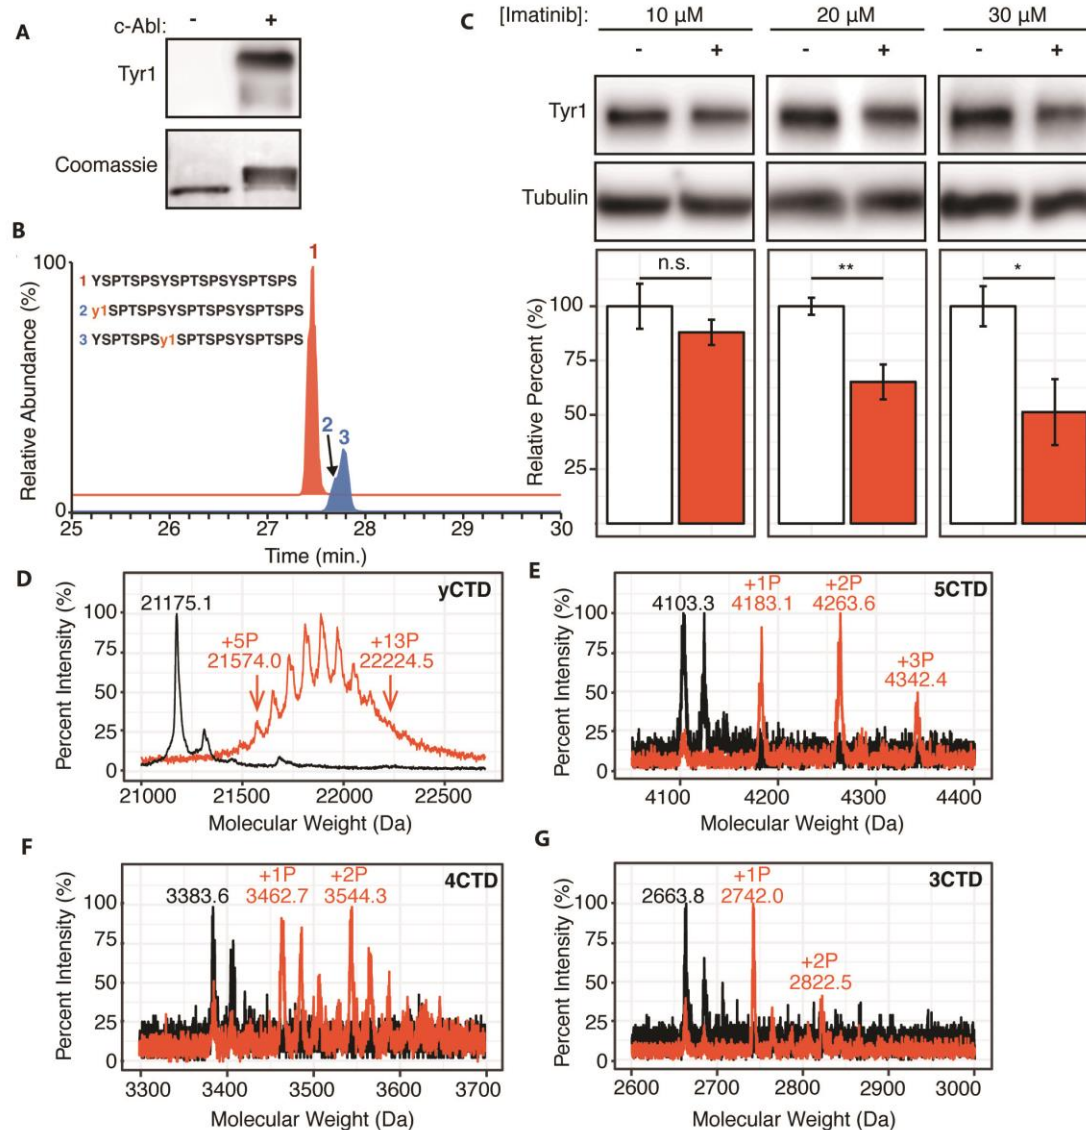 A
c-Abl: - +
Tyr1
Coomassie
B
Relative Abundance (%)
100
0
1 YSPTSPSYSPTSPSYSPTSPS
2 y1SPTSPSYSPTSPSYSPTSPS
3 YSPTSPSy1SPTSPSYSPTSPS
1
2
3
25 26 27 28 29 30
Time (min.)
C
[Imatinib]: 10 µM 20 µM 30 µM
- + - + - +
Tyr1
Tubulin
Relative Percent (%)
100
75
50
25
n.s. ** *
D
yCTD
Percent Intensity (%)
100
75
50
25
0
21175.1
+5P
21574.0
+13P
22224.5
21000 21500 22000 22500
Molecular Weight (Da)
E
5CTD
Percent Intensity (%)
100
75
50
25
0
4103.3
+1P
4183.1
+2P
4263.6
+3P
4342.4
4100 4200 4300 4400
Molecular Weight (Da)
F
4CTD
Percent Intensity (%)
100
75
50
25
0
3383.6
+1P
3462.7
+2P
3544.3
3300 3400 3500 3600 3700
Molecular Weight (Da)
G
3CTD
Percent Intensity (%)
100
75
50
25
0
2663.8
+1P
2742.0
+2P
2822.5
2600 2700 2800 2900 3000
Molecular Weight (Da)